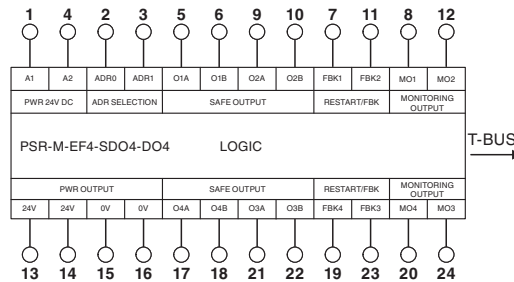 1 4 2 3 5 6 9 10 7 11 8 12
A1 A2 ADR0 ADR1 O1A O1B O2A O2B FBK1 FBK2 MO1 MO2
PWR 24V DC ADR SELECTION SAFE OUTPUT RESTART/FBK MONITORING
OUTPUT
PSR-M-EF4-SDO4-DO4 LOGIC T-BUS
PWR OUTPUT SAFE OUTPUT RESTART/FBK MONITORING
OUTPUT
24V 24V 0V 0V O4A O4B O3A O3B FBK4 FBK3 MO4 MO3
13 14 15 16 17 18 21 22 19 23 20 24